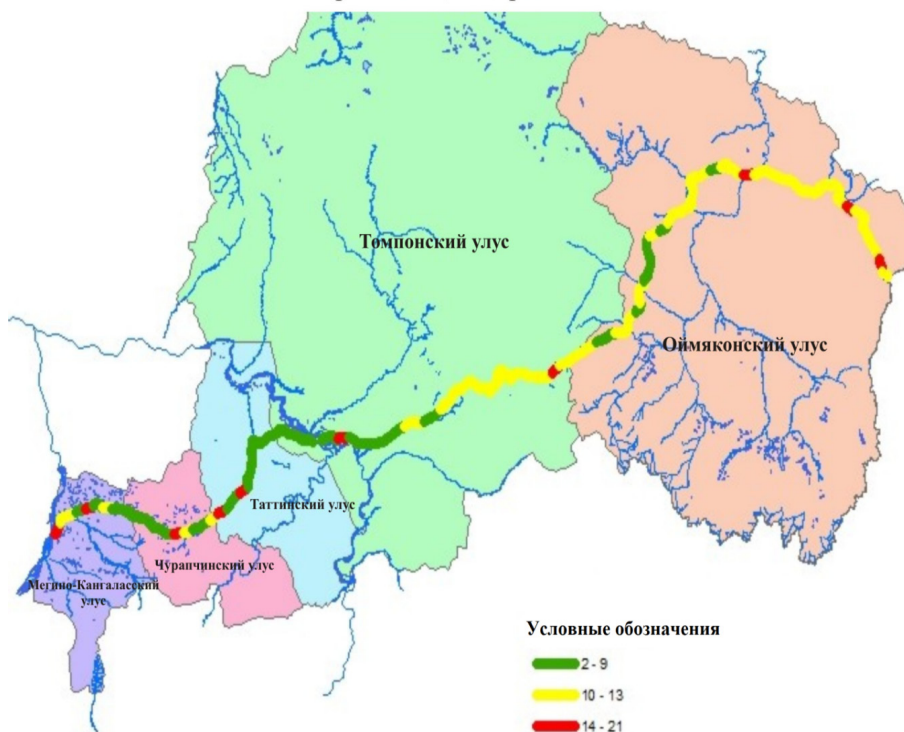 Томпонский улус
Оймяконский улус
Таттинский улус
Чурапчинский улус
Мегино-Кангаласский
улус
Условные обозначения
2 - 9
10 - 13
14 - 21